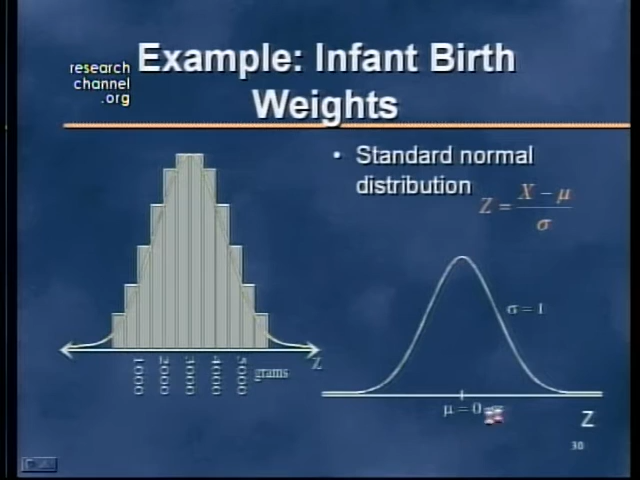 research
channel
.org
Example: Infant Birth
Weights
• Standard normal
distribution
Z = X − μ
σ
σ = 1
1000
2000
3000
4000
5000
grams
Z
μ = 0
Z
30